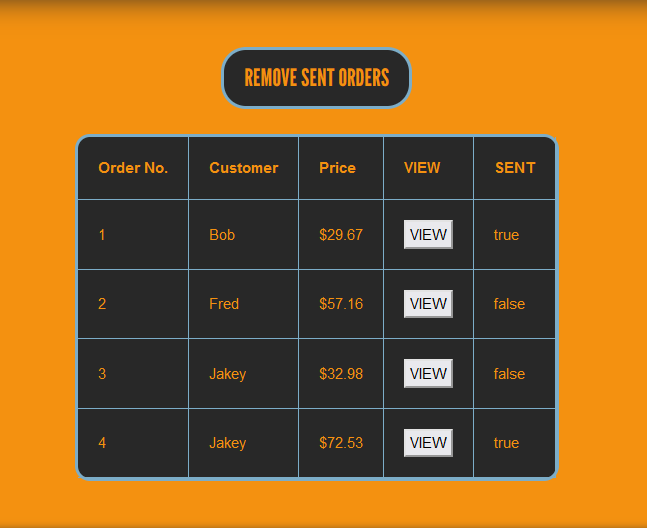 REMOVE SENT ORDERS
Order No. Customer Price VIEW SENT
1 Bob $29.67 VIEW true
2 Fred $57.16 VIEW false
3 Jakey $32.98 VIEW false
4 Jakey $72.53 VIEW true